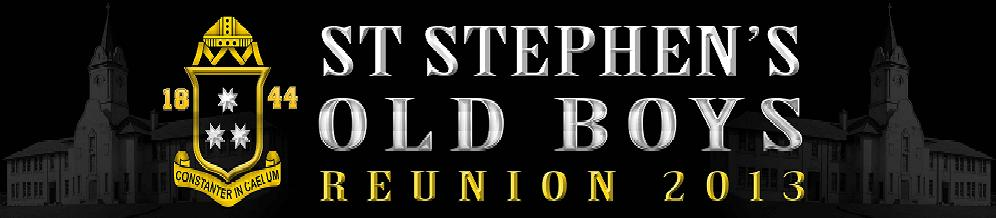 18 44
CONSTANTER IN CAELUM
ST STEPHEN'S
OLD BOYS
REUNION 2013